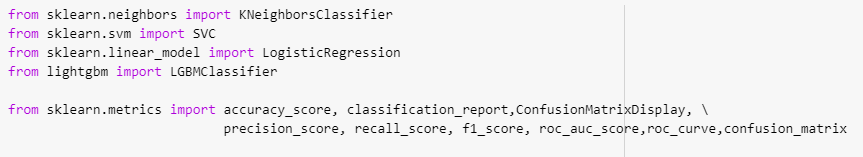 from sklearn.neighbors import KNeighborsClassifier
from sklearn.svm import SVC
from sklearn.linear_model import LogisticRegression
from lightgbm import LGBMClassifier
from sklearn.metrics import accuracy_score, classification_report,ConfusionMatrixDisplay, \
precision_score, recall_score, f1_score, roc_auc_score,roc_curve,confusion_matrix